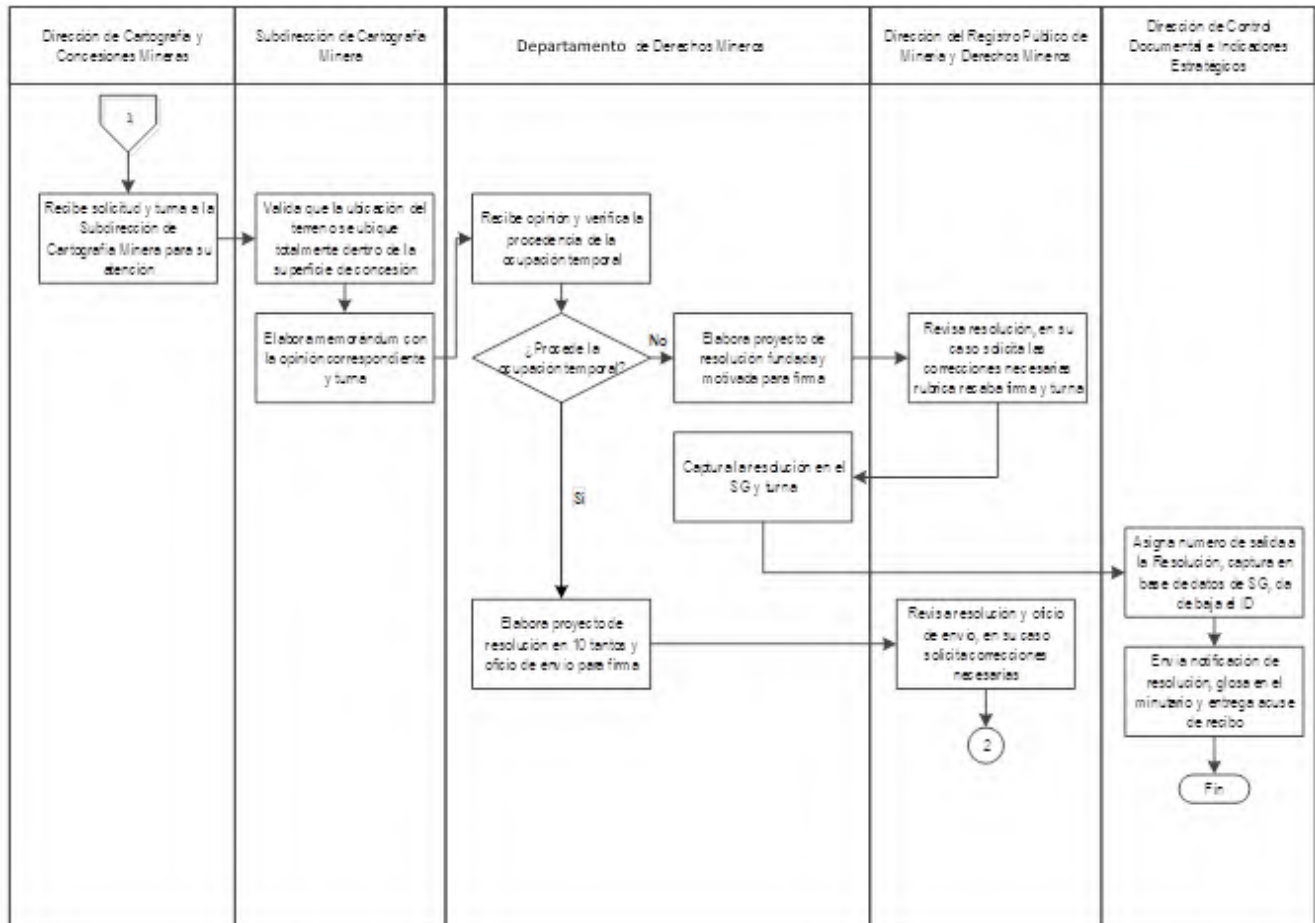 Dirección de Cartografía y
Concesiones Mineras
Subdirección de Cartografía
Minera
Departamento de Derechos Mineros
Dirección del Registro Público de
Minería y Derechos Mineros
Dirección de Control
Documental e Indicadores
Estratégicos
1
Recibe solicitud y turna a la
Subdirección de
Cartografía Minera para su
atención
Valida que la ubicación del
terreno se ubique
totalmente dentro de la
superficie de concesión
Elabora memorándum con
la opinión correspondiente
y turna
Recibe opinión y verifica la
procedencia de la
ocupación temporal
¿Procede la
ocupación temporal?
No
Elabora proyecto de
resolución fundada y
motivada para firma
Revisa resolución, en su
caso solicita las
correcciones necesarias
rubrica recaba firma y turna
Captura la resolución en el
SG y turna
Sí
Asigna numero de salida a
la Resolución, captura en
base de datos de SG, da
de baja el ID
Elabora proyecto de
resolución en 10 tantos y
oficio de envío para firma
Revisa resolución y oficio
de envío, en su caso
solicita correcciones
necesarias
2
Envía notificación de
resolución, glosa en el
minutario y entrega acuse
de recibo
Fin